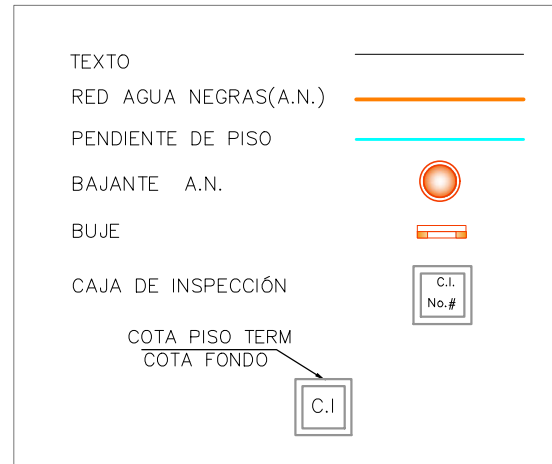 TEXTO
RED AGUA NEGRAS(A.N.)
PENDIENTE DE PISO
BAJANTE A.N.
BUJE
CAJA DE INSPECCIÓN
C.I.
No.#
COTA PISO TERM
COTA FONDO
C.I